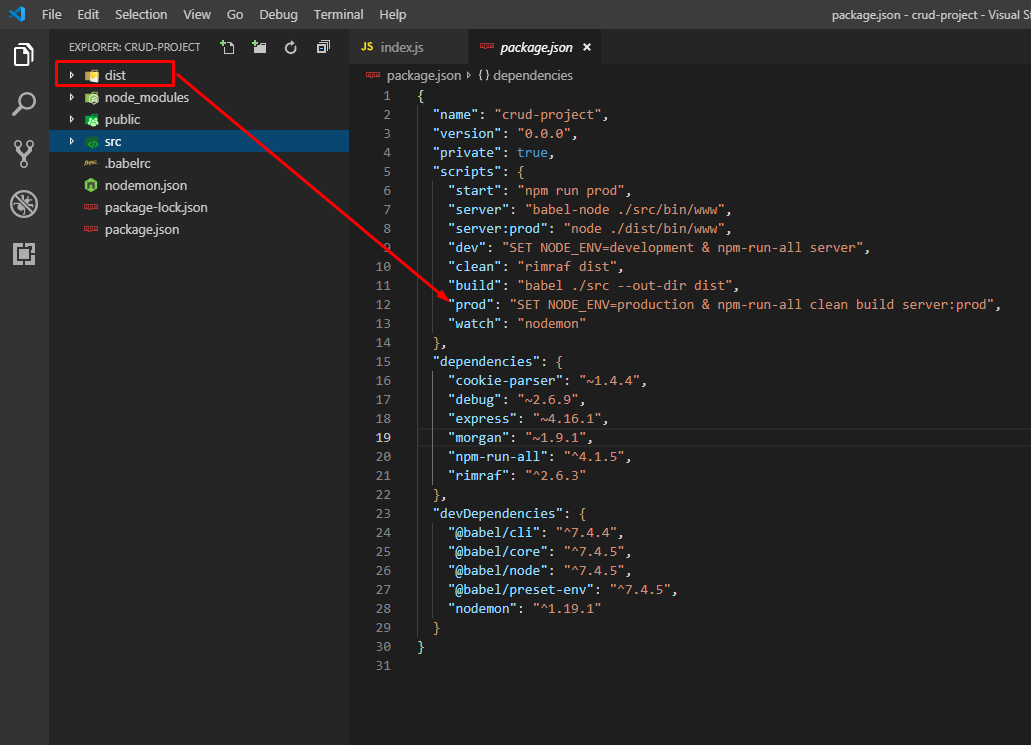 File Edit Selection View Go Debug Terminal Help
package.json - crud-project - Visual St
EXPLORER: CRUD-PROJECT
dist
node_modules
public
src
.babelrc
nodemon.json
package-lock.json
package.json
JS index.js
package.json ×
package.json › {} dependencies
1 {
2 "name": "crud-project",
3 "version": "0.0.0",
4 "private": true,
5 "scripts": {
6 "start": "npm run prod",
7 "server": "babel-node ./src/bin/www",
8 "server:prod": "node ./dist/bin/www",
9 "dev": "SET NODE_ENV=development & npm-run-all server",
10 "clean": "rimraf dist",
11 "build": "babel ./src --out-dir dist",
12 "prod": "SET NODE_ENV=production & npm-run-all clean build server:prod",
13 "watch": "nodemon"
14 },
15 "dependencies": {
16 "cookie-parser": "~1.4.4",
17 "debug": "~2.6.9",
18 "express": "~4.16.1",
19 "morgan": "~1.9.1",
20 "npm-run-all": "^4.1.5",
21 "rimraf": "^2.6.3"
22 },
23 "devDependencies": {
24 "@babel/cli": "^7.4.4",
25 "@babel/core": "^7.4.5",
26 "@babel/node": "^7.4.5",
27 "@babel/preset-env": "^7.4.5",
28 "nodemon": "^1.19.1"
29 }
30 }
31